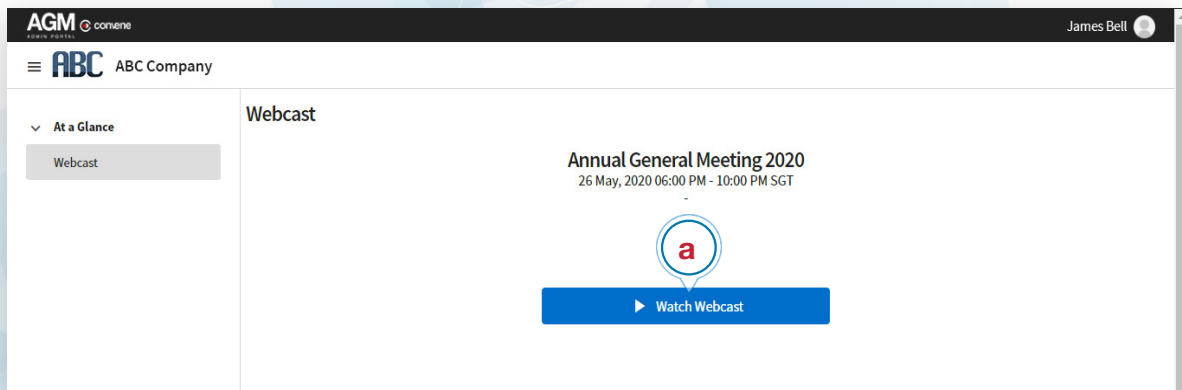 AGM convene
ADMIN PORTAL
James Bell
ABC ABC Company
At a Glance
Webcast
Webcast
Annual General Meeting 2020
26 May, 2020 06:00 PM - 10:00 PM SGT
-
a
Watch Webcast